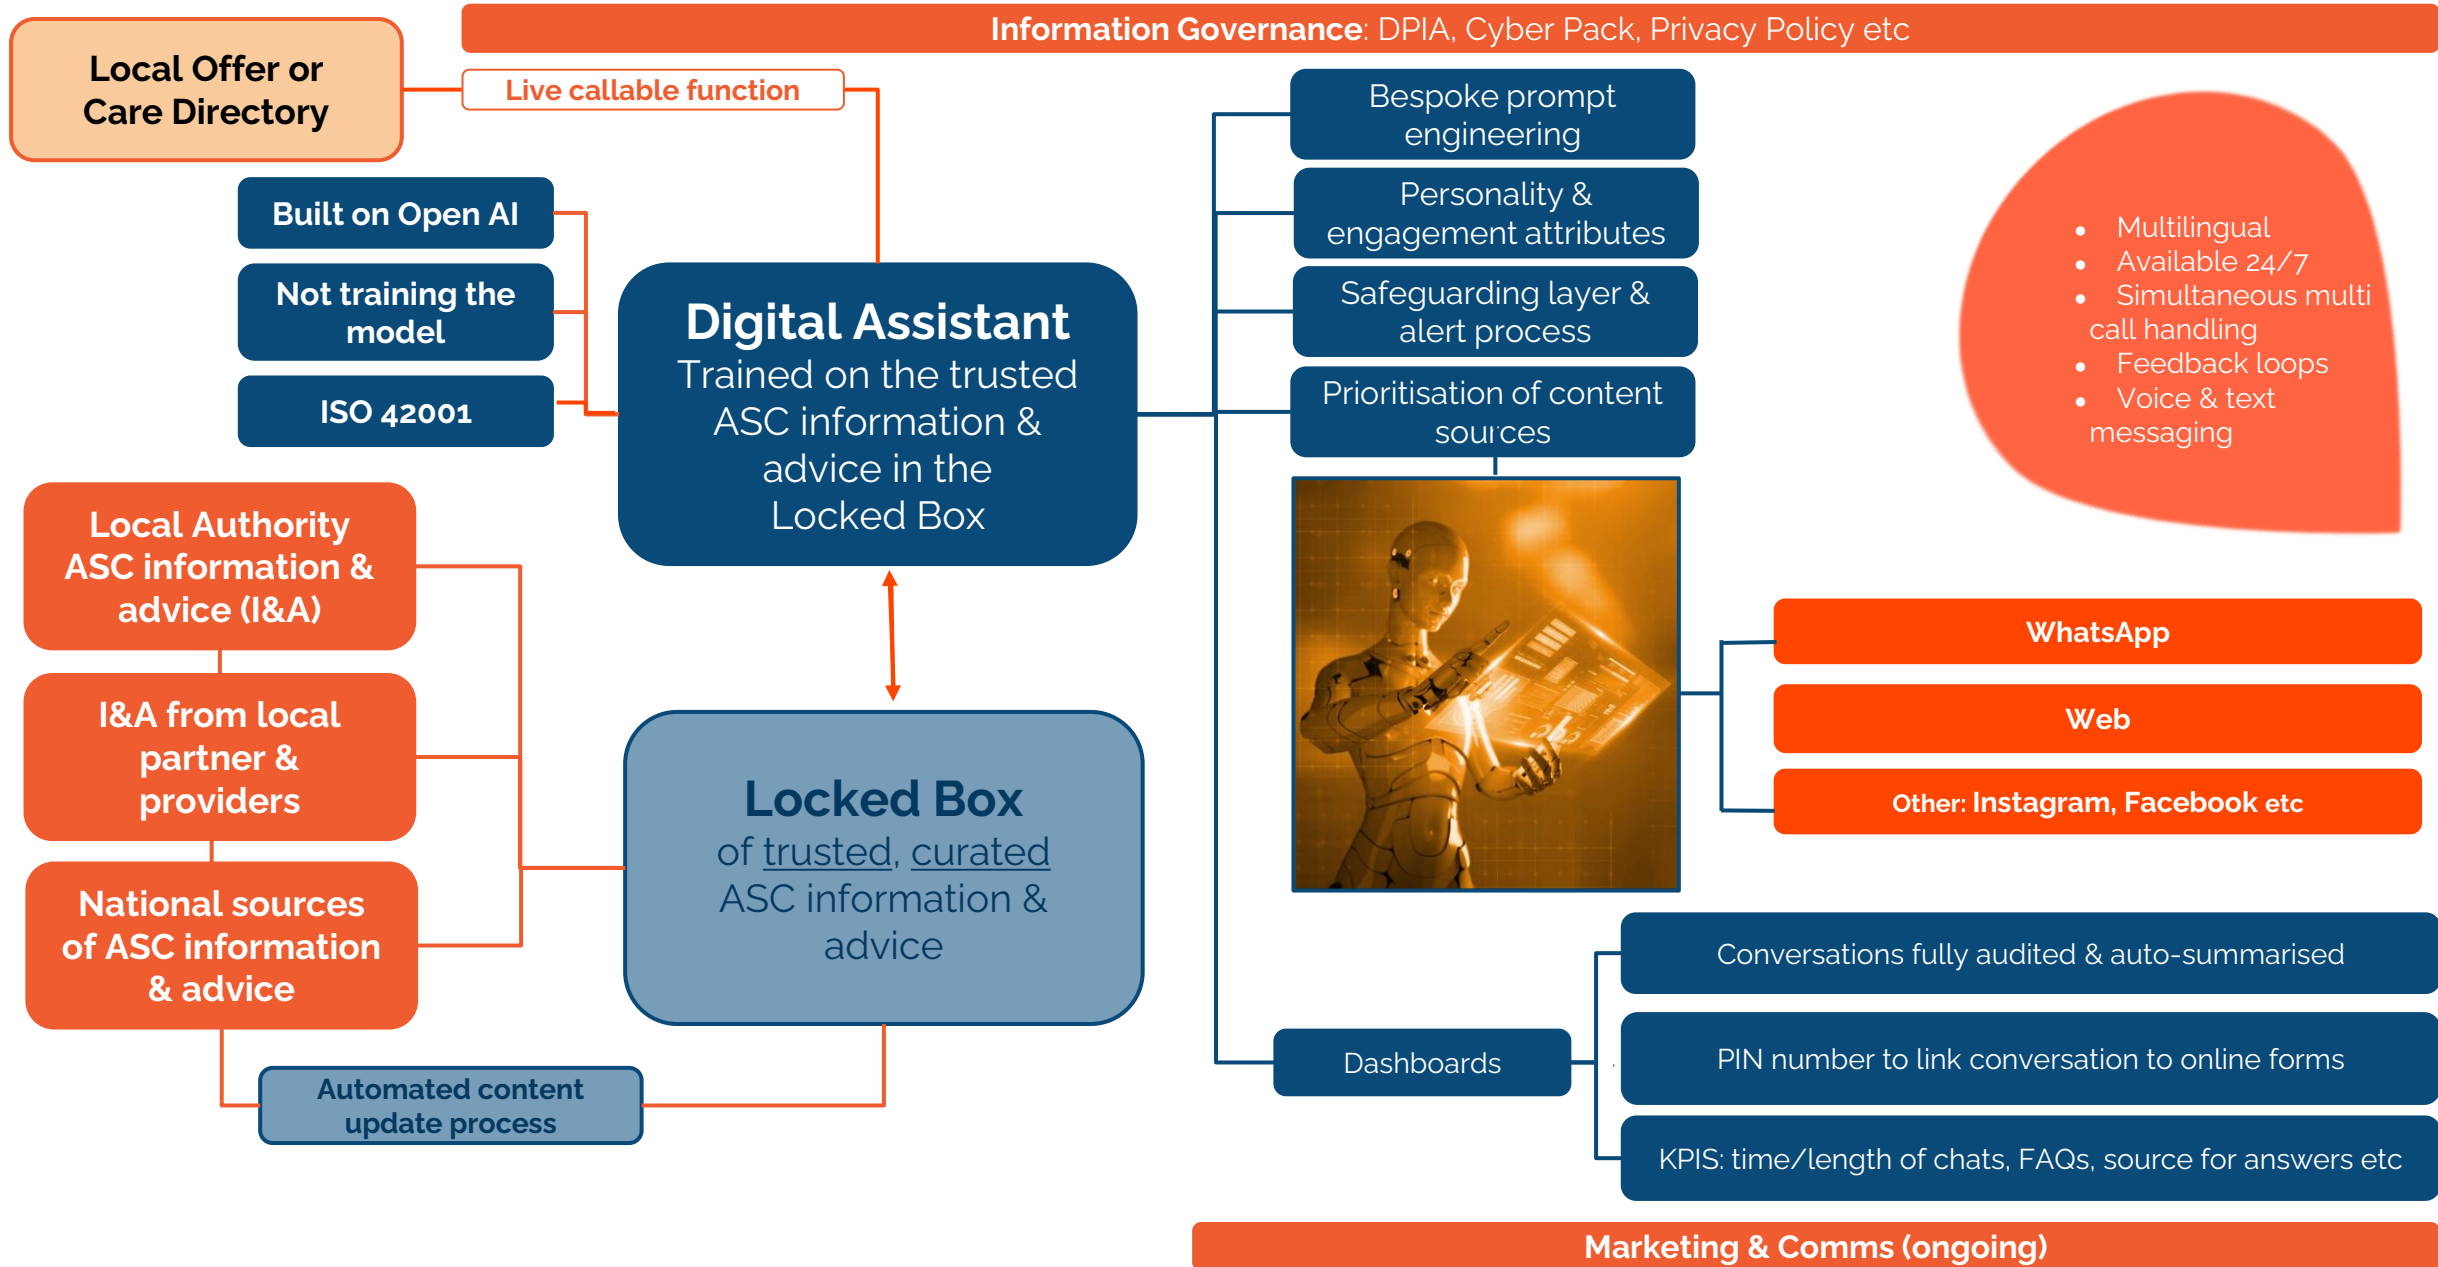 Information Governance: DPIA, Cyber Pack, Privacy Policy etc
Local Offer or
Care Directory
Live callable function
Built on Open AI
Not training the
model
ISO 42001
Digital Assistant
Trained on the trusted
ASC information &
advice in the
Locked Box
Bespoke prompt
engineering
Personality &
engagement attributes
Safeguarding layer &
alert process
Prioritisation of content
sources
• Multilingual
• Available 24/7
• Simultaneous multi
call handling
• Feedback loops
• Voice & text
messaging
Local Authority
ASC information &
advice (I&A)
I&A from local
partner &
providers
National sources
of ASC information
& advice
Locked Box
of trusted, curated
ASC information &
advice
Automated content
update process
WhatsApp
Web
Other: Instagram, Facebook etc
Dashboards
Conversations fully audited & auto-summarised
PIN number to link conversation to online forms
KPIS: time/length of chats, FAQs, source for answers etc
Marketing & Comms (ongoing)